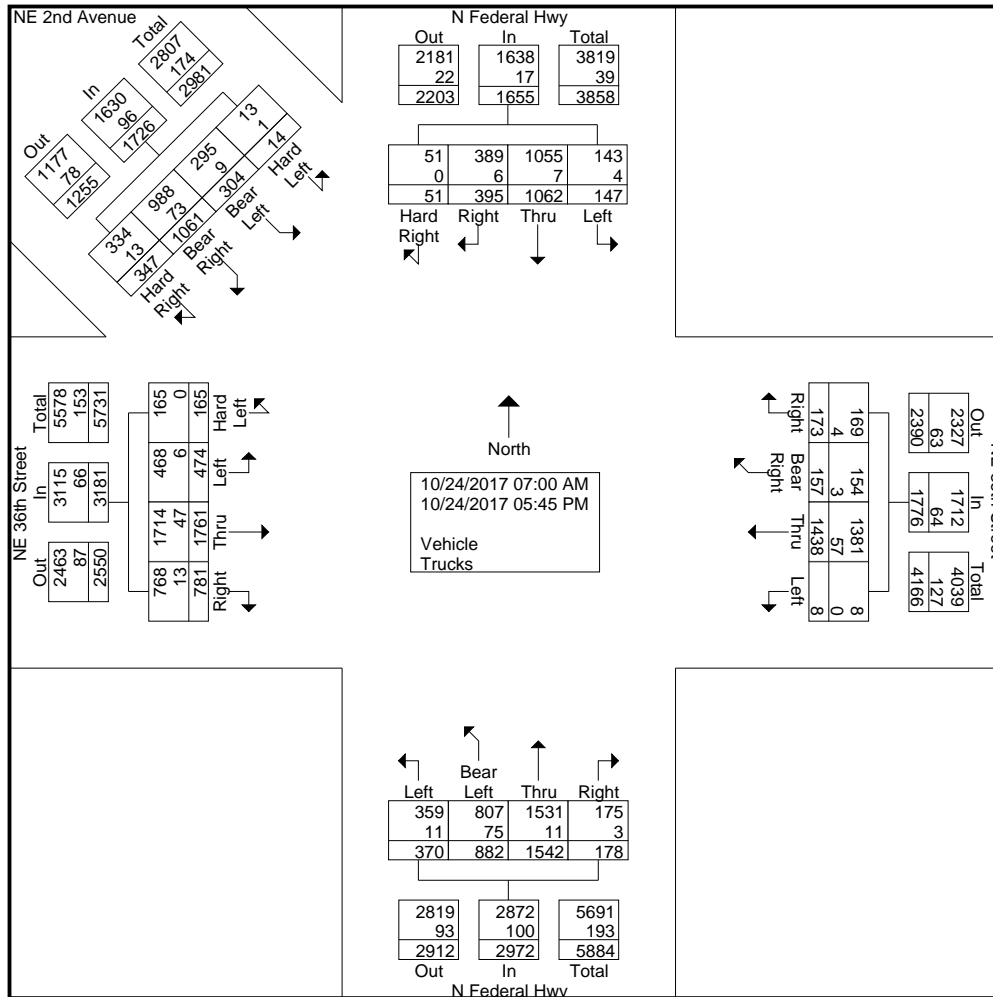 NE 2nd Avenue
Out
1177
78
1255
In
1630
96
1726
Total
2807
174
2981
334
13
347
Hard
Right
988
73
1061
Bear
Right
295
9
304
Bear
Left
13
1
14
Hard
Left
N Federal Hwy
Out In Total
2181 1638 3819
22 17 39
2203 1655 3858
51 389 1055 143
0 6 7 4
51 395 1062 147
Hard
Right Right Thru Left
NE 36th Street
Total
5578
153
5731
In
3115
66
3181
Out
2463
87
2550
165 0 165
Hard
Left
468 6 474
Left
1714 47 1761
Thru
768 13 781
Right
North
10/24/2017 07:00 AM
10/24/2017 05:45 PM
Vehicle
Trucks
Right
173 4 169
Bear
Right
157 3 154
Thru
1438 57 1381
Left
8 0 8
Out
2327
63
2390
In
1712
64
1776
Total
4039
127
4166
Left
Bear
Left
Thru Right
359 807 1531 175
11 75 11 3
370 882 1542 178
2819 2872 5691
93 100 193
2912 2972 5884
Out In Total
N Federal Hwy